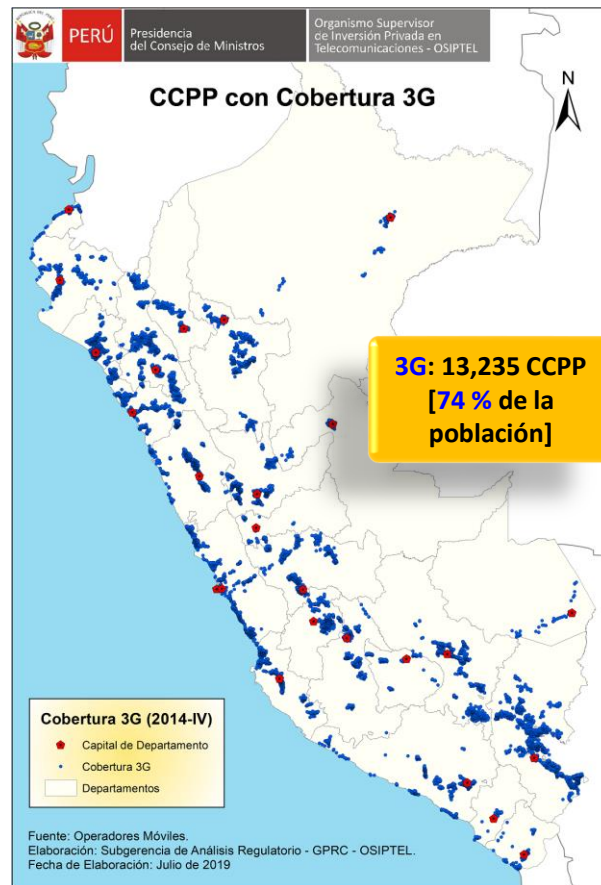 PERÚ
Presidencia
del Consejo de Ministros
Organismo Supervisor
de Inversión Privada en
Telecomunicaciones - OSIPTEL
CCPP con Cobertura 3G
N
3G: 13,235 CCPP
[74 % de la
población]
Cobertura 3G (2014-IV)
Capital de Departamento
Cobertura 3G
Departamentos
Fuente: Operadores Móviles.
Elaboración: Subgerencia de Análisis Regulatorio - GPRC - OSIPTEL.
Fecha de Elaboración: Julio de 2019